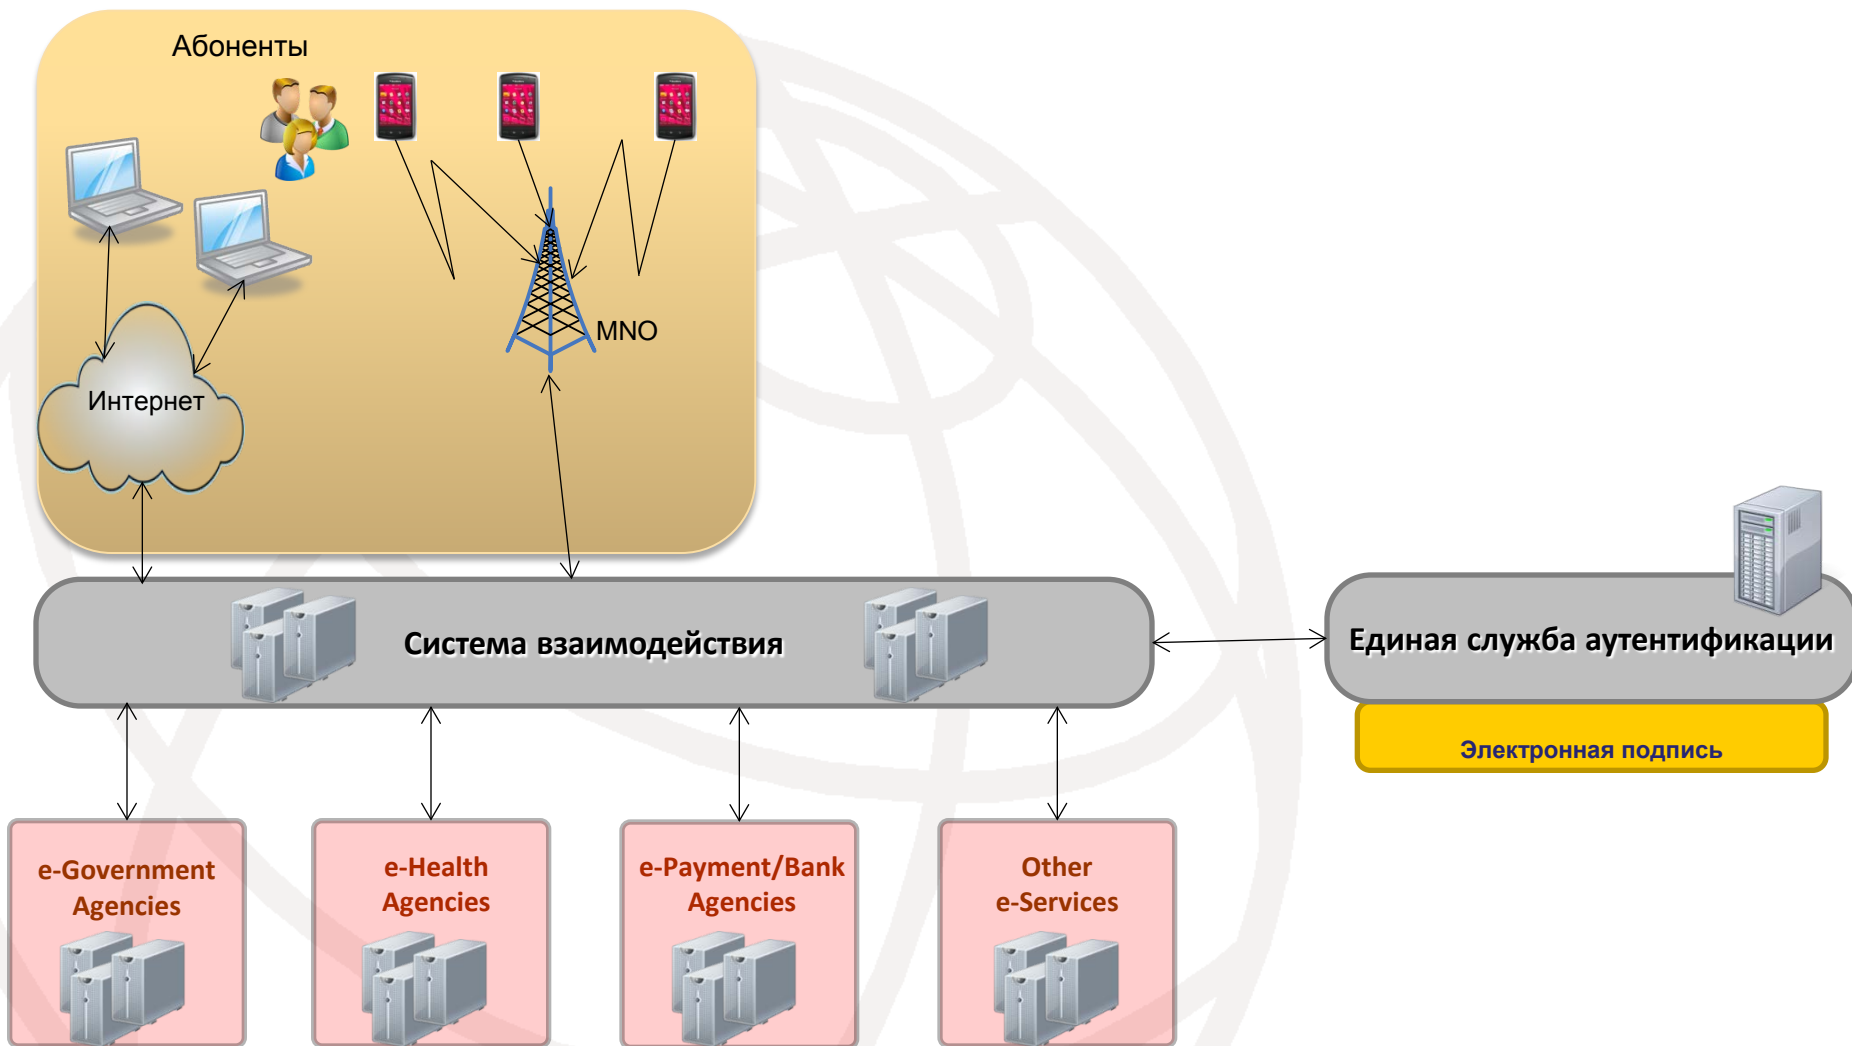 Абоненты
MNO
Интернет
Система взаимодействия
Единая служба аутентификации
Электронная подпись
e-Government
Agencies
e-Health
Agencies
e-Payment/Bank
Agencies
Other
e-Services